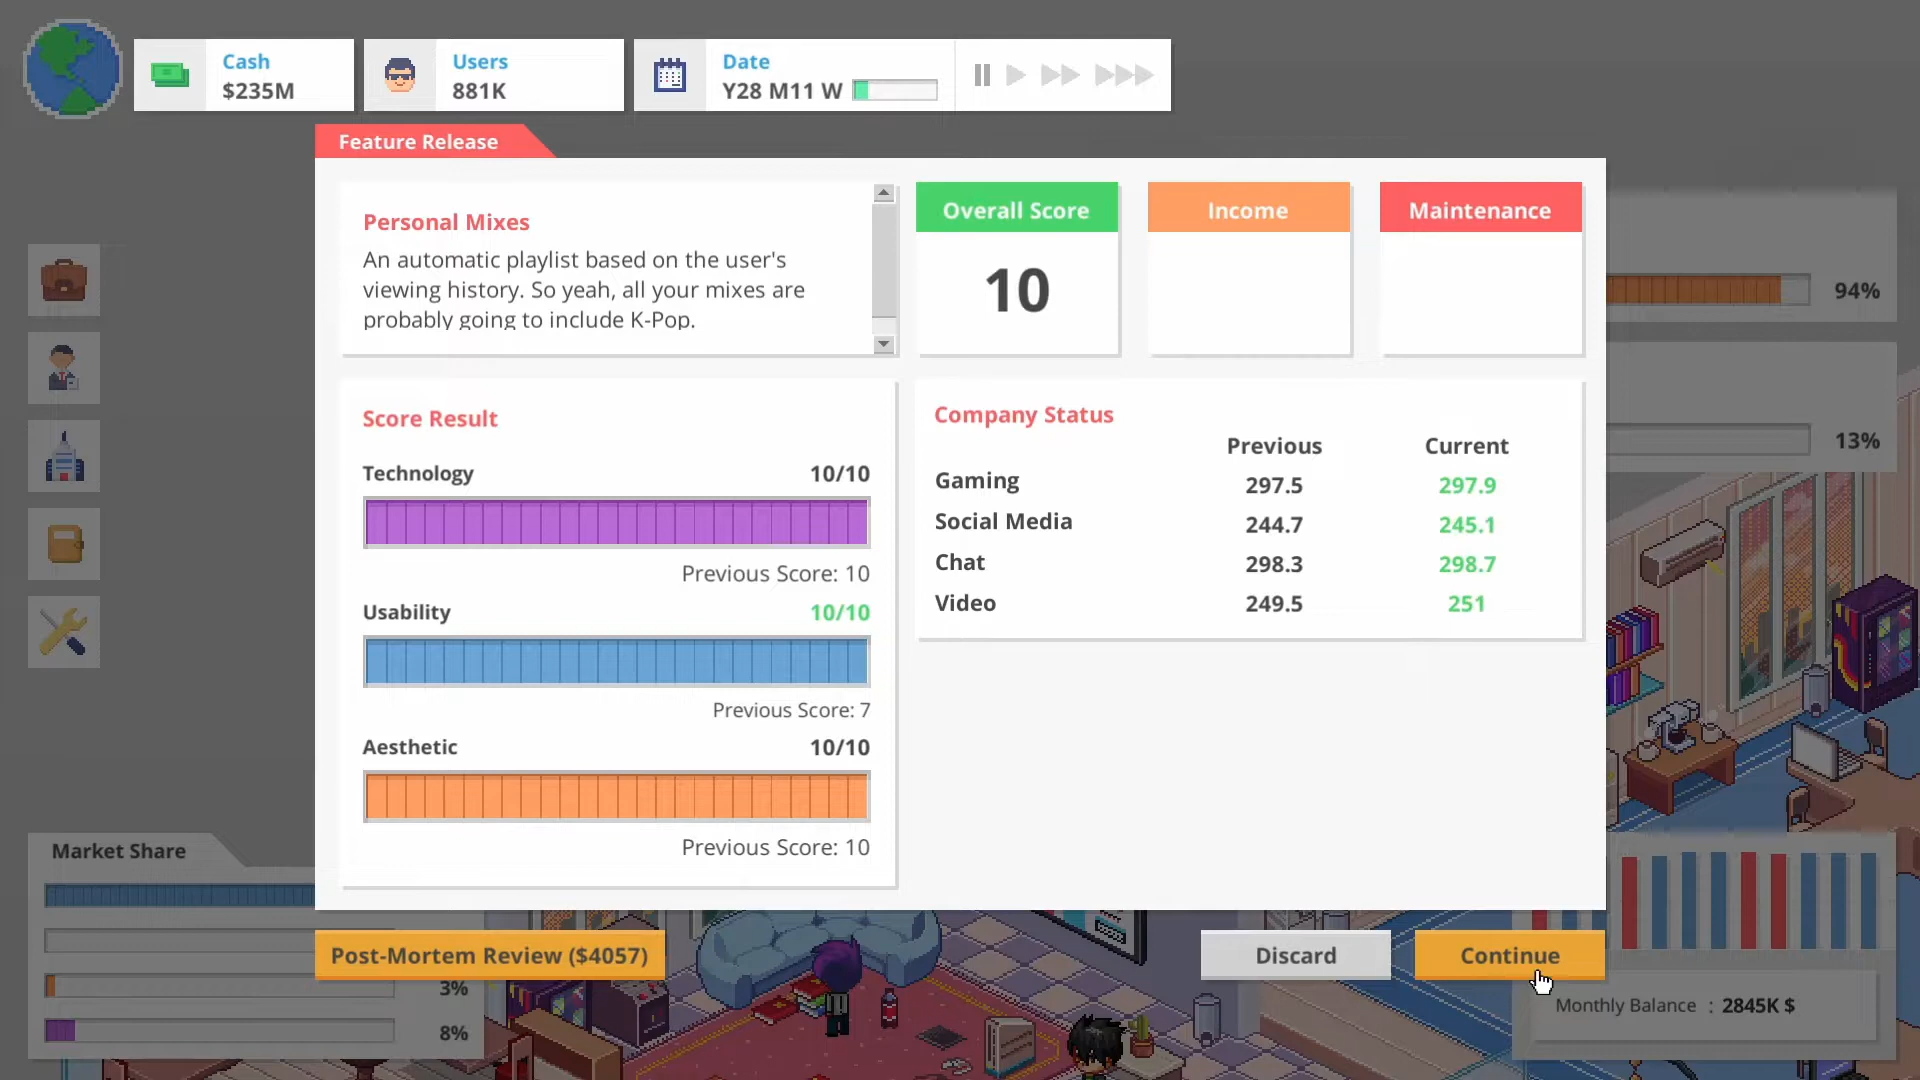 Cash
$235M
Users
881K
Date
Y28 M11 W
Feature Release
Personal Mixes
An automatic playlist based on the user's
viewing history. So yeah, all your mixes are
probably going to include K-Pop.
Overall Score
10
Income
Maintenance
94%
13%
Score Result
Technology 10/10
Previous Score: 10
Usability 10/10
Previous Score: 7
Aesthetic 10/10
Previous Score: 10
Company Status
Previous Current
Gaming 297.5 297.9
Social Media 244.7 245.1
Chat 298.3 298.7
Video 249.5 251
Market Share
3%
8%
Post-Mortem Review ($4057)
Discard
Continue
Monthly Balance : 2845K $